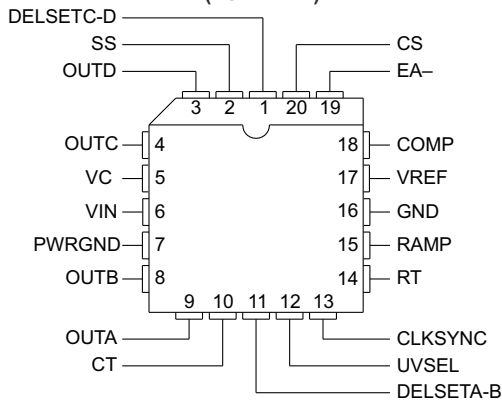 DELSETC-D
SS
CS
OUTD
EA–
3 2 1 20 19
OUTC 4 18 COMP
VC 5 17 VREF
VIN 6 16 GND
PWRGND 7 15 RAMP
OUTB 8 14 RT
9 10 11 12 13
OUTA
CLKSYNC
CT
UVSEL
DELSETA-B